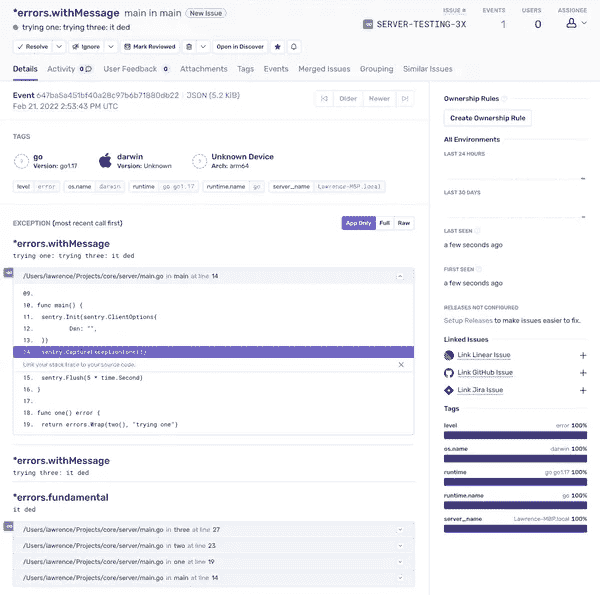 *errors.withMessage main in main New Issue
trying one: trying three: it ded
ISSUE # EVENTS USERS ASSIGNEE
SERVER-TESTING-3X 1 0
Resolve Ignore Mark Reviewed Open in Discover
Details Activity 0 User Feedback 0 Attachments Tags Events Merged Issues Grouping Similar Issues
Event 647ba5a451bf40a28c97b6b71880db22 JSON (5.2 KiB)
Feb 21, 2022 2:53:43 PM UTC
Older Newer
TAGS
go
Version: go1.17
darwin
Version: Unknown
Unknown Device
Arch: arm64
level error os.name darwin runtime go go1.17 runtime.name go server_name Lawrence-MBP.local
EXCEPTION (most recent call first) App Only Full Raw
*errors.withMessage
trying one: trying three: it ded
/Users/lawrence/Projects/core/server/main.go in main at line 14
09.
10. func main() {
11. sentry.Init(sentry.ClientOptions{
12. Dsn: "",
13. })
14. sentry.CaptureException(one())
Link your stack trace to your source code.
15. sentry.Flush(5 * time.Second)
16. }
17.
18. func one() error {
19. return errors.Wrap(two(), "trying one")
*errors.withMessage
trying three: it ded
*errors.fundamental
it ded
/Users/lawrence/Projects/core/server/main.go in three at line 27
/Users/lawrence/Projects/core/server/main.go in two at line 23
/Users/lawrence/Projects/core/server/main.go in one at line 19
/Users/lawrence/Projects/core/server/main.go in main at line 14
Ownership Rules
Create Ownership Rule
All Environments
LAST 24 HOURS
LAST 30 DAYS
LAST SEEN
a few seconds ago
FIRST SEEN
a few seconds ago
RELEASES NOT CONFIGURED
Setup Releases to make issues easier to fix.
Linked Issues
Link Linear Issue
Link GitHub Issue
Link Jira Issue
Tags
level error 100%
os.name darwin 100%
runtime go go1.17 100%
runtime.name go 100%
server_name Lawrence-MBP.local 100%